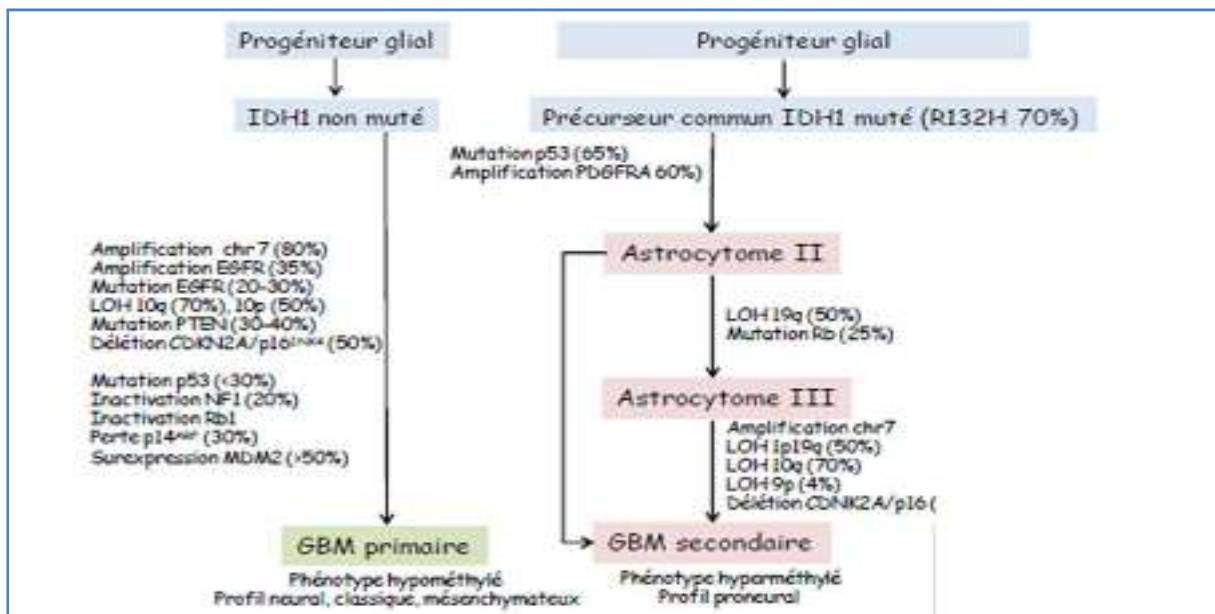 Progéniteur glial
IDH1 non muté
Amplification chr 7 (80%)
Amplification EGFR (35%)
Mutation EGFR (20-30%)
LOH 10q (70%), 10p (50%)
Mutation PTEN (30-40%)
Délétion CDKN2A/p16 (50%)
Mutation p53 (<30%)
Inactivation NF1 (20%)
Inactivation Rb1
Perte p14 (30%)
Surexpression MDM2 (>50%)
GBM primaire
Phénotype hypométhylé
Profil neural, classique, mésenchymateux
Progéniteur glial
Précurseur commun IDH1 muté (R132H 70%)
Mutation p53 (65%)
Amplification PDGFRA 60%)
Astrocytome II
LOH 19q (50%)
Mutation Rb (25%)
Astrocytome III
Amplification chr7
LOH 1p19q (50%)
LOH 10q (70%)
LOH 9p (4%)
Délétion CDNK2A/p16 (
GBM secondaire
Phénotype hyperméthylé
Profil proneural